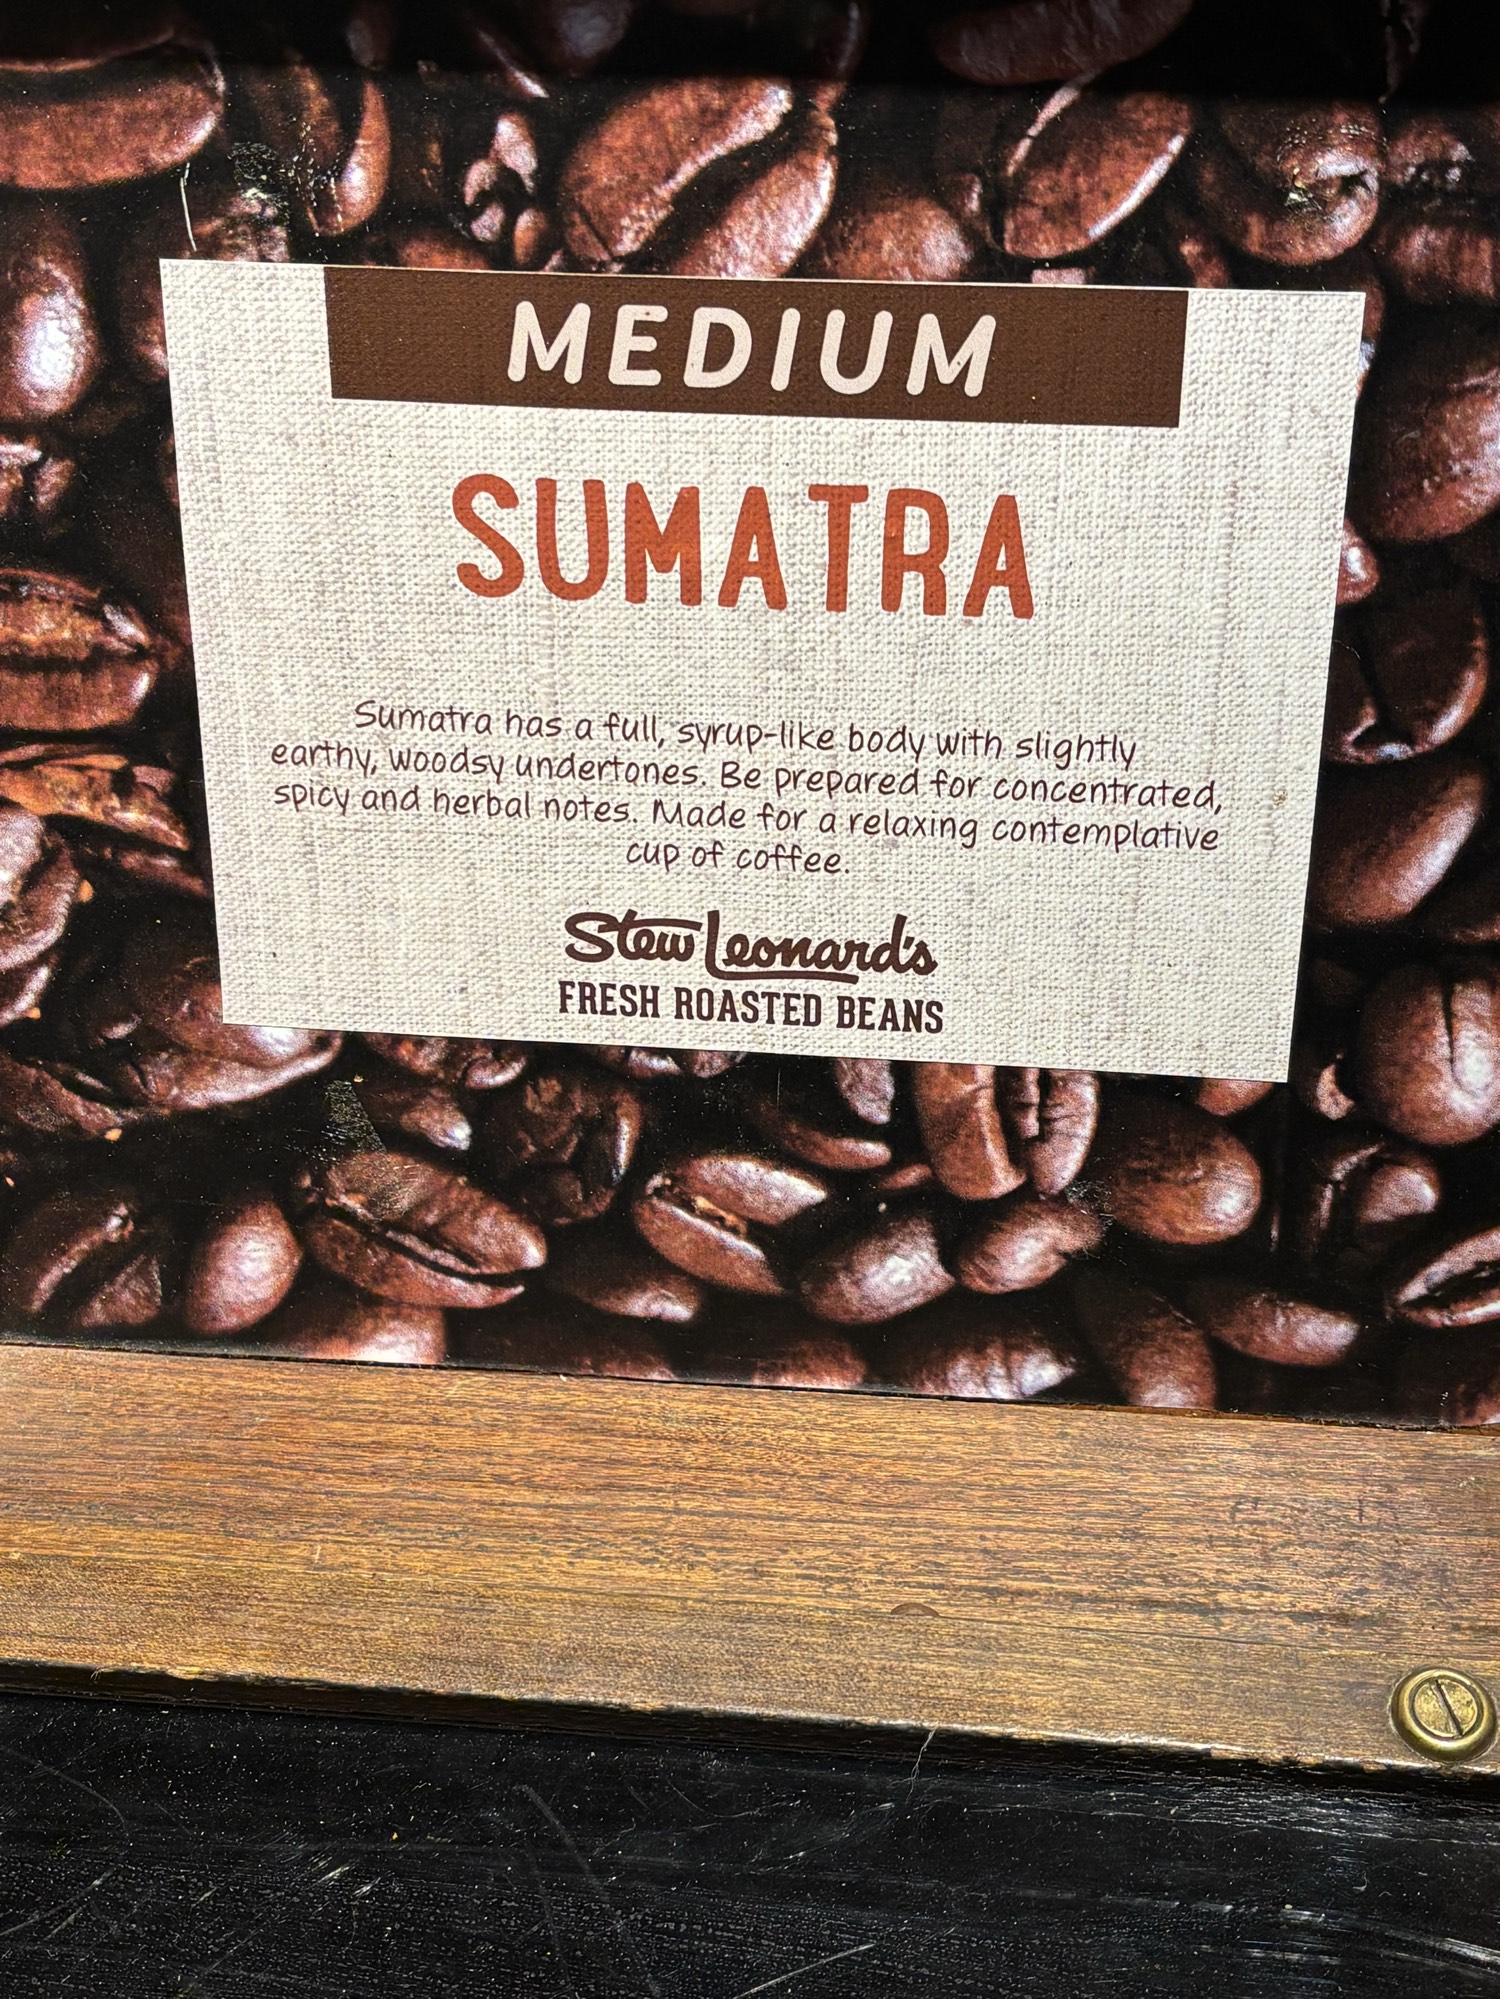 MEDIUM
SUMATRA
Sumatra has a full, syrup-like body with slightly
earthy, woodsy undertones. Be prepared for concentrated,
spicy and herbal notes. Made for a relaxing contemplative
cup of coffee.
Stew Leonard's
FRESH ROASTED BEANS